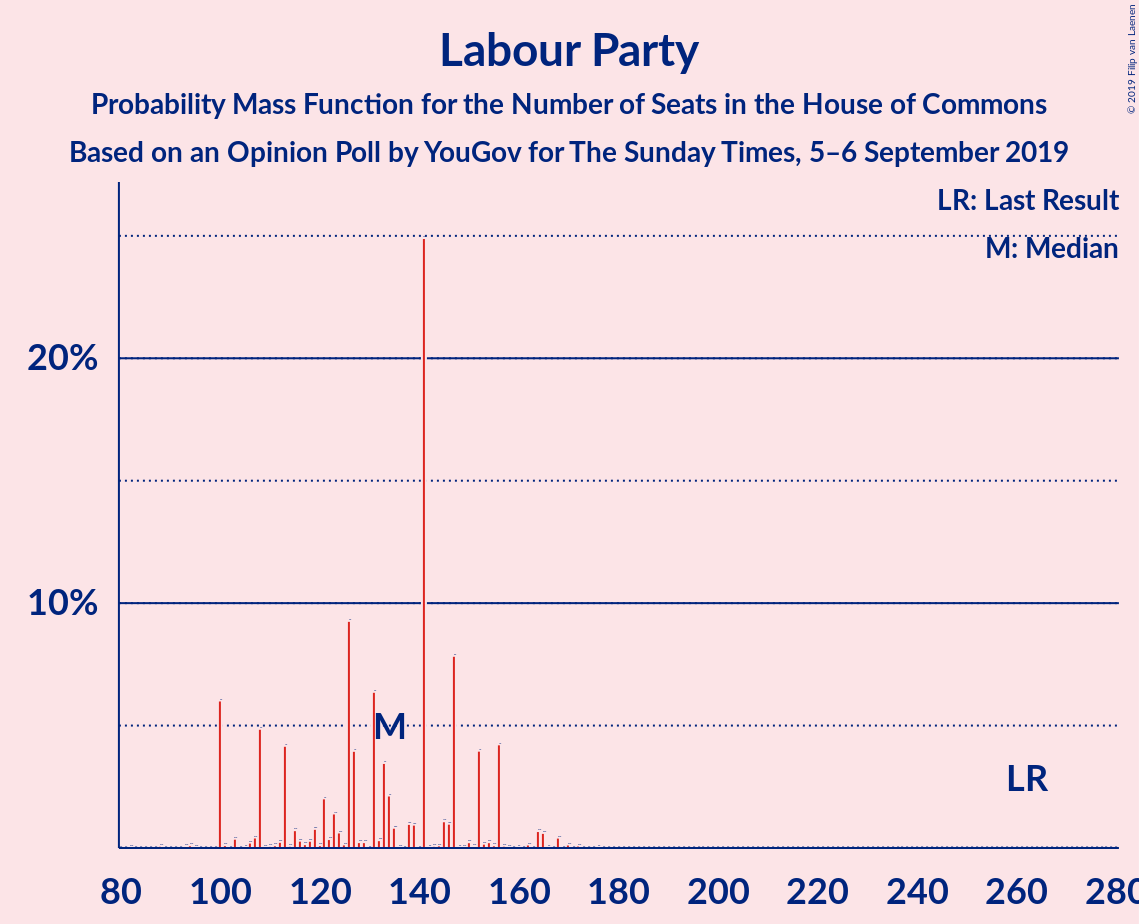 Labour Party
Probability Mass Function for the Number of Seats in the House of Commons
Based on an Opinion Poll by YouGov for The Sunday Times, 5–6 September 2019
© 2019 Filip van Laenen
LR: Last Result
M: Median
20%
10%
M
LR
80 100 120 140 160 180 200 220 240 260 280